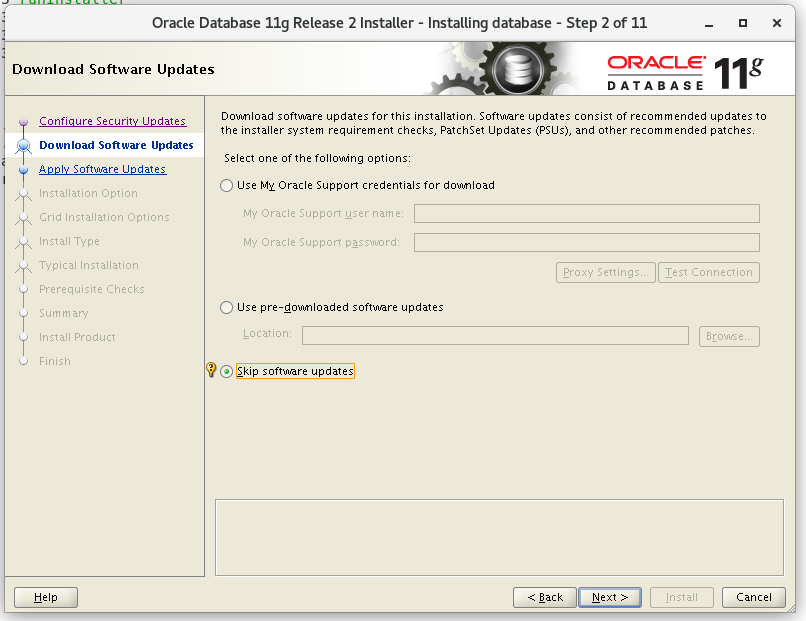 runInstaller
Oracle Database 11g Release 2 Installer - Installing database - Step 2 of 11
Download Software Updates
ORACLE
DATABASE 11g
Configure Security Updates
Download Software Updates
Apply Software Updates
Installation Option
Grid Installation Options
Install Type
Typical Installation
Prerequisite Checks
Summary
Install Product
Finish
Download software updates for this installation. Software updates consist of recommended updates to
the installer system requirement checks, PatchSet Updates (PSUs), and other recommended patches.
Select one of the following options:
Use My Oracle Support credentials for download
My Oracle Support user name:
My Oracle Support password:
Proxy Settings... Test Connection
Use pre-downloaded software updates
Location: Browse...
Skip software updates
Help < Back Next > Install Cancel